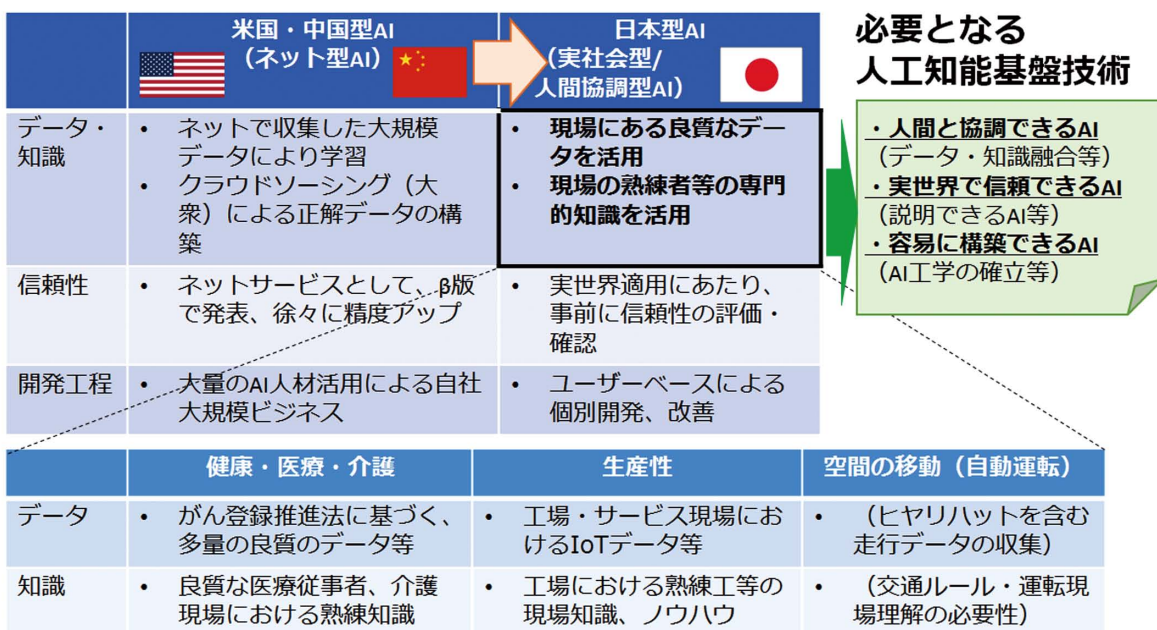 米国・中国型AI
(ネット型AI)
日本型AI
(実社会型/
人間協調型AI)
必要となる
人工知能基盤技術
データ・
知識
• ネットで収集した大規模
データにより学習
• クラウドソーシング(大
衆)による正解データの構
築
• 現場にある良質なデー
タを活用
• 現場の熟練者等の専門
的知識を活用
・人間と協調できるAI
(データ・知識融合等)
・実世界で信頼できるAI
(説明できるAI等)
・容易に構築できるAI
(AI工学の確立等)
信頼性
• ネットサービスとして、β版
で発表、徐々に精度アップ
• 実世界適用にあたり、
事前に信頼性の評価・
確認
開発工程
• 大量のAI人材活用による自社
大規模ビジネス
• ユーザーベースによる
個別開発、改善
健康・医療・介護
生産性
空間の移動(自動運転)
データ
• がん登録推進法に基づく、
多量の良質のデータ等
• 工場・サービス現場にお
けるIoTデータ等
• (ヒヤリハットを含む
走行データの収集)
知識
• 良質な医療従事者、介護
現場における熟練知識
• 工場における熟練工等の
現場知識、ノウハウ
• (交通ルール・運転現
場理解の必要性)